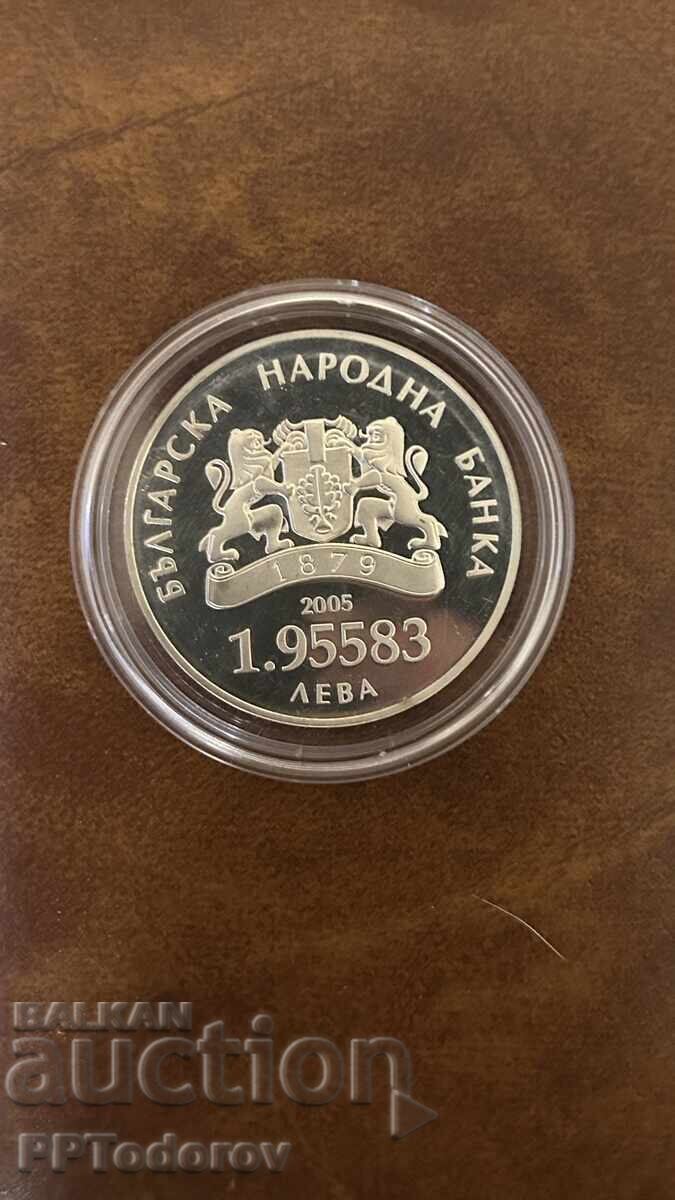 БЪЛГАРСКА НАРОДНА БАНКА
1879
2005
1.95583
ЛЕВА
BALKAN
auction
PPTodorov